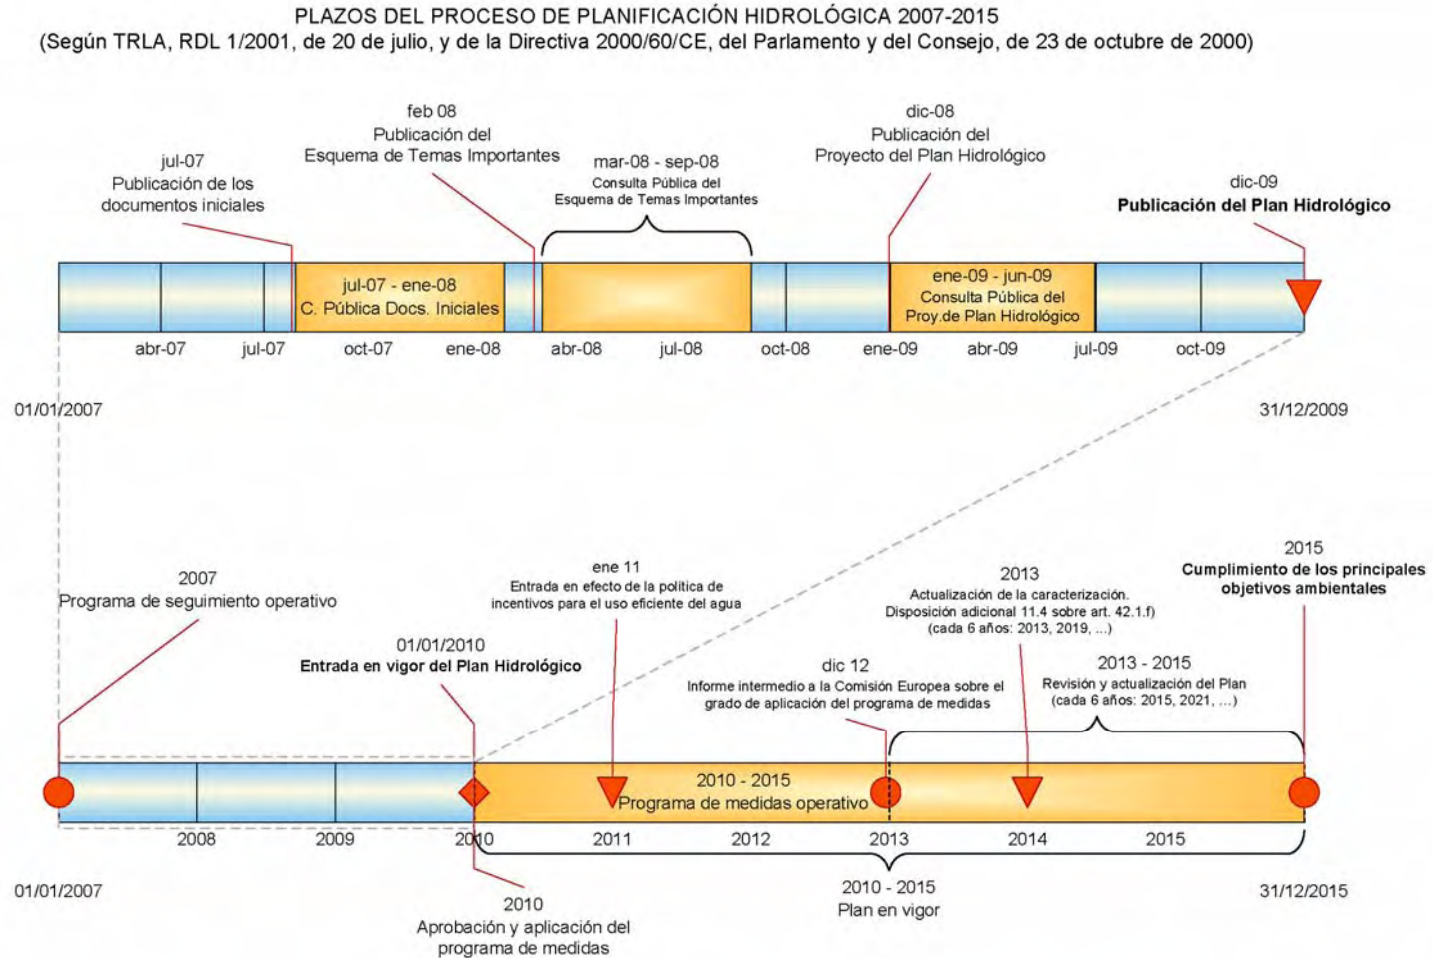 PLAZOS DEL PROCESO DE PLANIFICACIÓN HIDROLÓGICA 2007-2015
(Según TRLA, RDL 1/2001, de 20 de julio, y de la Directiva 2000/60/CE, del Parlamento y del Consejo, de 23 de octubre de 2000)
jul-07
Publicación de los
documentos iniciales
feb 08
Publicación del
Esquema de Temas Importantes
mar-08 - sep-08
Consulta Pública del
Esquema de Temas Importantes
dic-08
Publicación del
Proyecto del Plan Hidrológico
dic-09
Publicación del Plan Hidrológico
jul-07 - ene-08
C. Pública Docs. Iniciales
ene-09 - jun-09
Consulta Pública del
Proy.de Plan Hidrológico
abr-07
jul-07
oct-07
ene-08
abr-08
jul-08
oct-08
ene-09
abr-09
jul-09
oct-09
01/01/2007
31/12/2009
2007
Programa de seguimiento operativo
01/01/2010
Entrada en vigor del Plan Hidrológico
ene 11
Entrada en efecto de la política de
incentivos para el uso eficiente del agua
dic 12
Informe intermedio a la Comisión Europea sobre el
grado de aplicación del programa de medidas
2013
Actualización de la caracterización.
Disposición adicional 11.4 sobre art. 42.1.f)
(cada 6 años: 2013, 2019, ...)
2013 - 2015
Revisión y actualización del Plan
(cada 6 años: 2015, 2021, ...)
2015
Cumplimiento de los principales
objetivos ambientales
2010 - 2015
Programa de medidas operativo
2008
2009
2010
2011
2012
2013
2014
2015
01/01/2007
31/12/2015
2010
Aprobación y aplicación del
programa de medidas
2010 - 2015
Plan en vigor